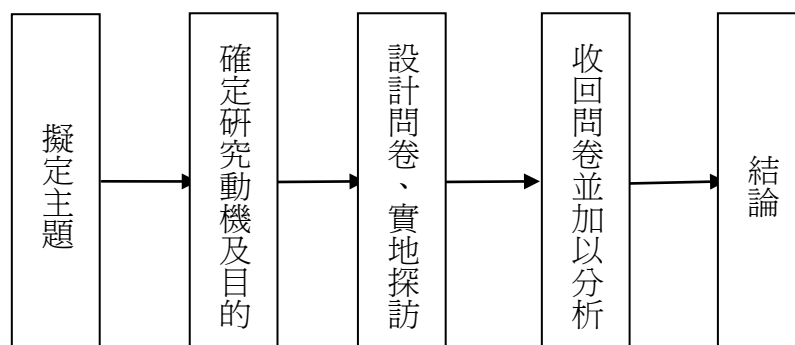 擬定主題
確定研究動機及目的
設計問卷、實地探訪
收回問卷並加以分析
結論